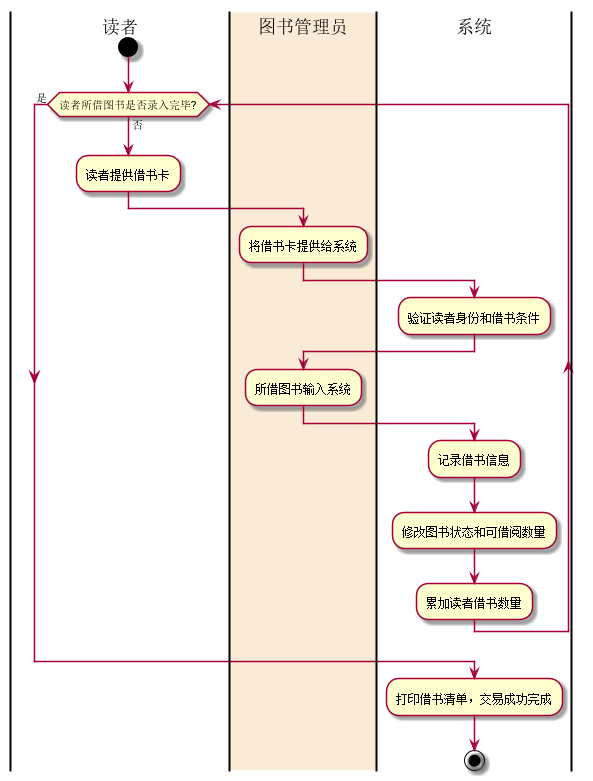 读者
图书管理员
系统
是
读者所借图书是否录入完毕?
否
读者提供借书卡
将借书卡提供给系统
验证读者身份和借书条件
所借图书输入系统
记录借书信息
修改图书状态和可借阅数量
累加读者借书数量
打印借书清单，交易成功完成